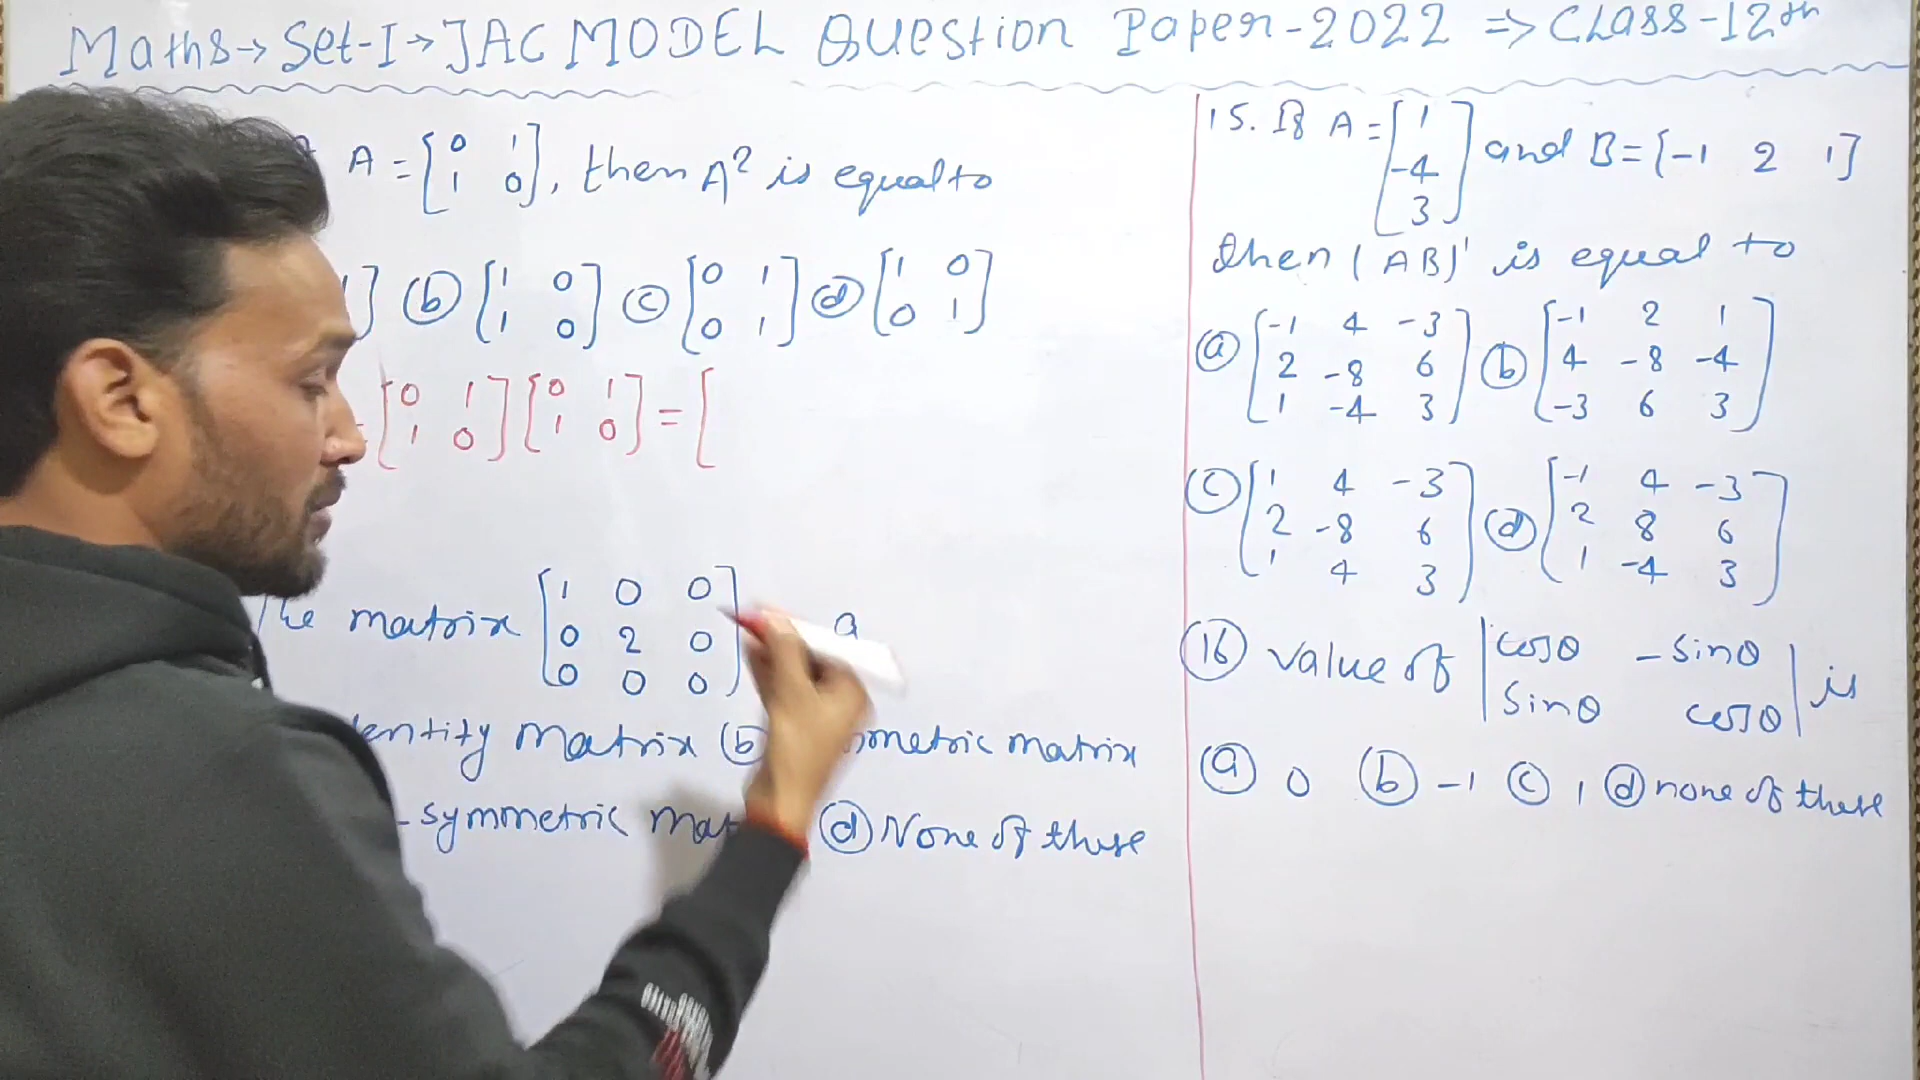 Maths → Set-I → JAC MODEL Question Paper-2022 ⇒ Class-12th
A = [0 1
1 0], then A² is equal to
1] (b) [1 0
1 0] (c) [0 1
0 1] (d) [1 0
0 1]
[0 1
1 0] [0 1
1 0] = [
The matrix [1 0 0
0 2 0
0 0 0] a
entity matrix (b) mmetric matrix
-symmetric mat (d) None of these
15. If A = [1
-4
3] and B = [-1 2 1]
then (AB)' is equal to
(a) [-1 4 -3
2 -8 6
1 -4 3] (b) [-1 2 1
4 -8 -4
-3 6 3]
(c) [1 4 -3
2 -8 6
1 4 3] (d) [-1 4 -3
2 8 6
1 -4 3]
(16) value of |cosθ -sinθ
sinθ cosθ| is
(a) 0 (b) -1 (c) 1 (d) none of these